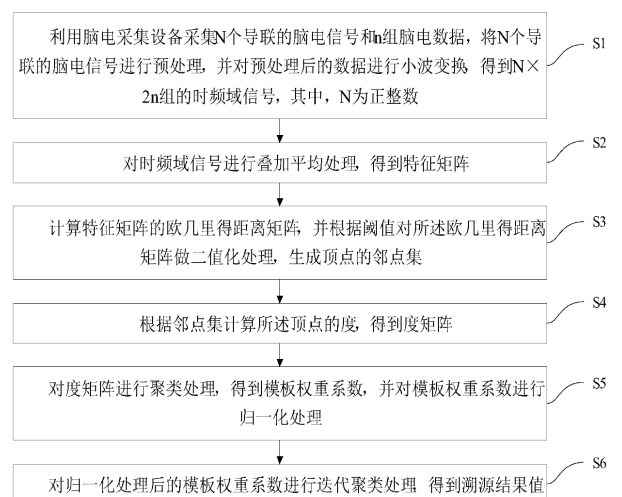 利用脑电采集设备采集N个导联的脑电信号和n组脑电数据，将N个导
联的脑电信号进行预处理，并对预处理后的数据进行小波变换，得到N×
2n组的时频域信号，其中，N为正整数
S1
对时频域信号进行叠加平均处理，得到特征矩阵
S2
计算特征矩阵的欧几里得距离矩阵，并根据阈值对所述欧几里得距离
矩阵做二值化处理，生成顶点的邻点集
S3
根据邻点集计算所述顶点的度，得到度矩阵
S4
对度矩阵进行聚类处理，得到模板权重系数，并对模板权重系数进行
归一化处理
S5
对归一化处理后的模板权重系数进行迭代聚类处理，得到溯源结果值
S6